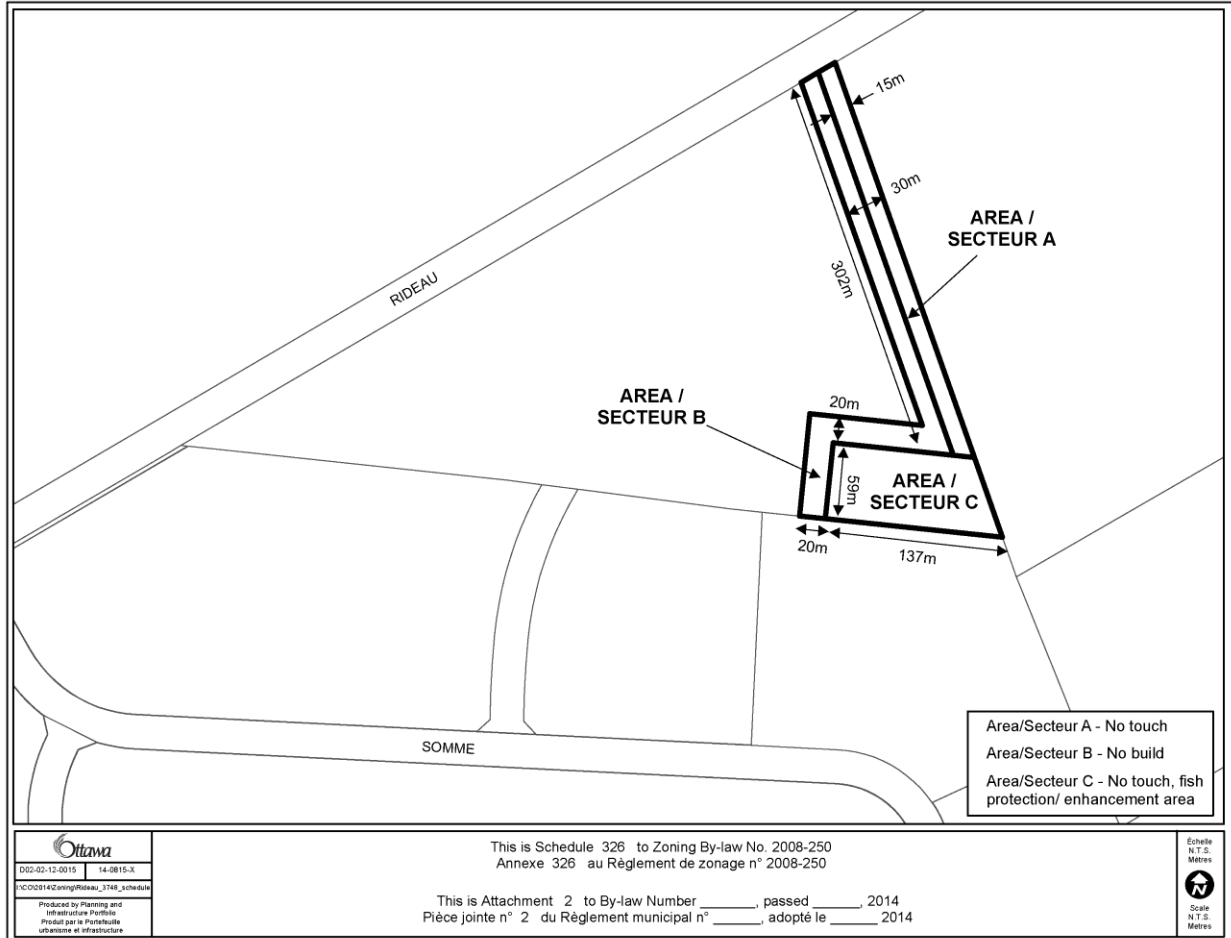 15m
30m
AREA /
SECTEUR A
302m
RIDEAU
AREA /
SECTEUR B
20m
59m
AREA /
SECTEUR C
20m
137m
SOMME
Area/Secteur A - No touch
Area/Secteur B - No build
Area/Secteur C - No touch, fish
protection/ enhancement area
Ottawa
D02-02-12-0015 14-0815-X
I:\CO\2014\Zoning\Rideau_3748_schedule
Produced by Planning and
Infrastructure Portfolio
Produit par le Portefeuille
urbanisme et infrastructure
This is Schedule 326 to Zoning By-law No. 2008-250
Annexe 326 au Règlement de zonage n° 2008-250
This is Attachment 2 to By-law Number _______, passed ______, 2014
Pièce jointe n° 2 du Règlement municipal n° ______, adopté le ______ 2014
Échelle
N.T.S.
Mètres
N
Scale
N.T.S.
Metres